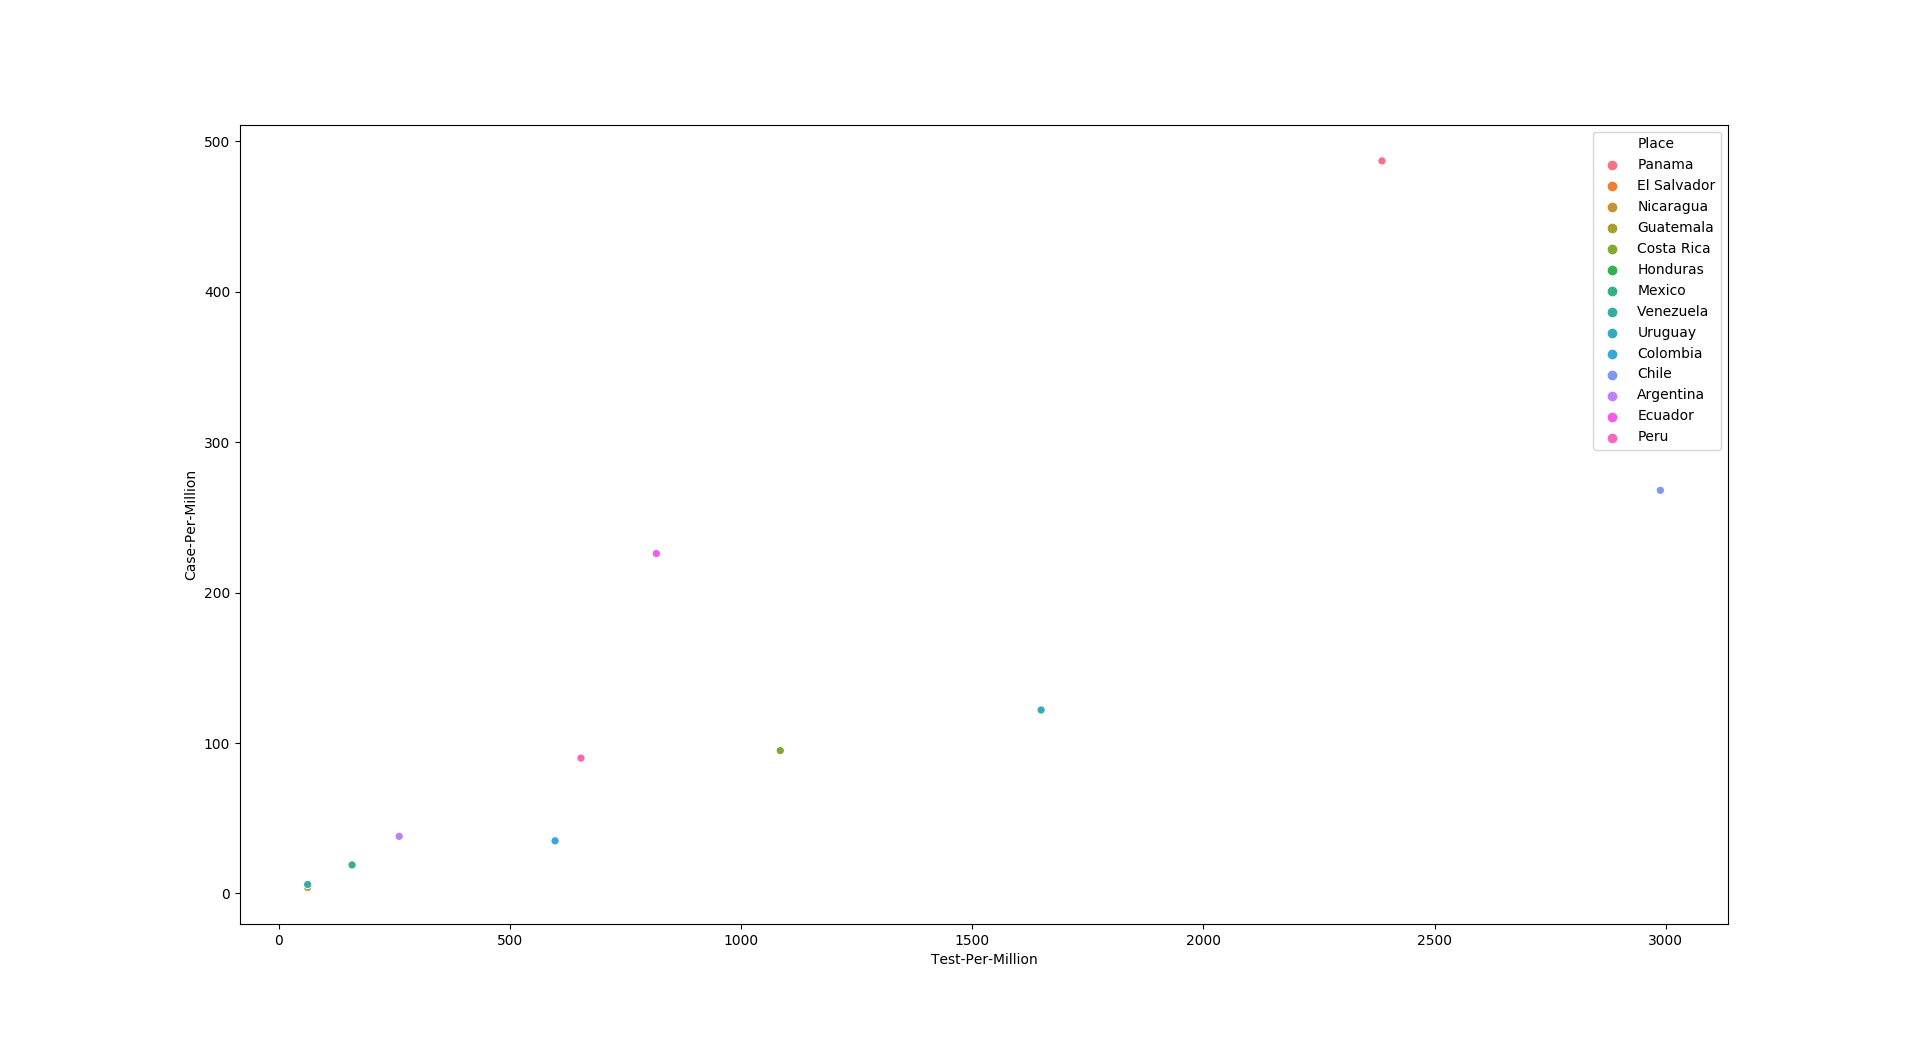 500
400
300
200
100
0
Case-Per-Million
0 500 1000 1500 2000 2500 3000
Test-Per-Million
Place
Panama
El Salvador
Nicaragua
Guatemala
Costa Rica
Honduras
Mexico
Venezuela
Uruguay
Colombia
Chile
Argentina
Ecuador
Peru